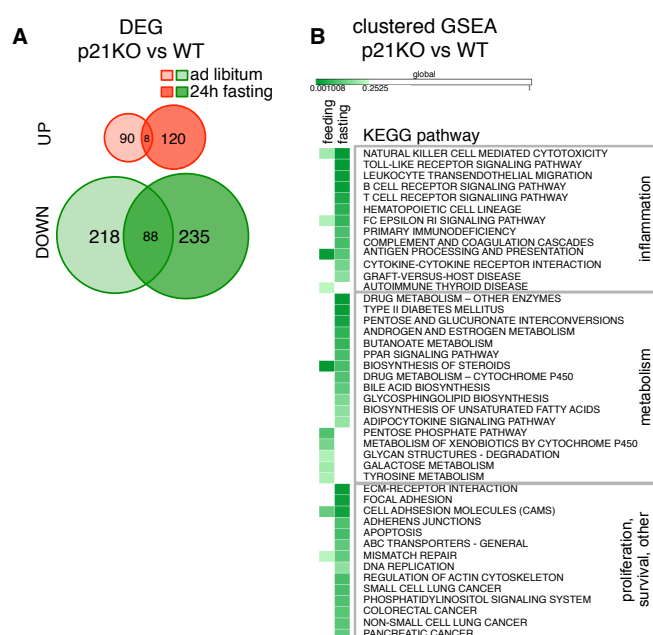 A
DEG
p21KO vs WT
ad libitum
24h fasting
UP
90 8 120
DOWN
218 88 235
B
clustered GSEA
p21KO vs WT
global
0.001008 0.2525 1
feeding
fasting
KEGG pathway
NATURAL KILLER CELL MEDIATED CYTOTOXICITY
TOLL-LIKE RECEPTOR SIGNALING PATHWAY
LEUKOCYTE TRANSENDOTHELIAL MIGRATION
B CELL RECEPTOR SIGNALING PATHWAY
T CELL RECEPTOR SIGNALIING PATHWAY
HEMATOPOIETIC CELL LINEAGE
FC EPSILON RI SIGNALING PATHWAY
PRIMARY IMMUNODEFICIENCY
COMPLEMENT AND COAGULATION CASCADES
ANTIGEN PROCESSING AND PRESENTATION
CYTOKINE-CYTOKINE RECEPTOR INTERACTION
GRAFT-VERSUS-HOST DISEASE
AUTOIMMUNE THYROID DISEASE
inflammation
DRUG METABOLISM – OTHER ENZYMES
TYPE II DIABETES MELLITUS
PENTOSE AND GLUCURONATE INTERCONVERSIONS
ANDROGEN AND ESTROGEN METABOLISM
BUTANOATE METABOLISM
PPAR SIGNALING PATHWAY
BIOSYNTHESIS OF STEROIDS
DRUG METABOLISM – CYTOCHROME P450
BILE ACID BIOSYNTHESIS
GLYCOSPHINGOLIPID BIOSYNTHESIS
BIOSYNTHESIS OF UNSATURATED FATTY ACIDS
ADIPOCYTOKINE SIGNALING PATHWAY
PENTOSE PHOSPHATE PATHWAY
METABOLISM OF XENOBIOTICS BY CYTOCHROME P450
GLYCAN STRUCTURES - DEGRADATION
GALACTOSE METABOLISM
TYROSINE METABOLISM
metabolism
ECM-RECEPTOR INTERACTION
FOCAL ADHESION
CELL ADHSESION MOLECULES (CAMS)
ADHERENS JUNCTIONS
APOPTOSIS
ABC TRANSPORTERS - GENERAL
MISMATCH REPAIR
DNA REPLICATION
REGULATION OF ACTIN CYTOSKELETON
SMALL CELL LUNG CANCER
PHOSPHATIDYLINOSITOL SIGNALING SYSTEM
COLORECTAL CANCER
NON-SMALL CELL LUNG CANCER
PANCREATIC CANCER
proliferation,
survival, other